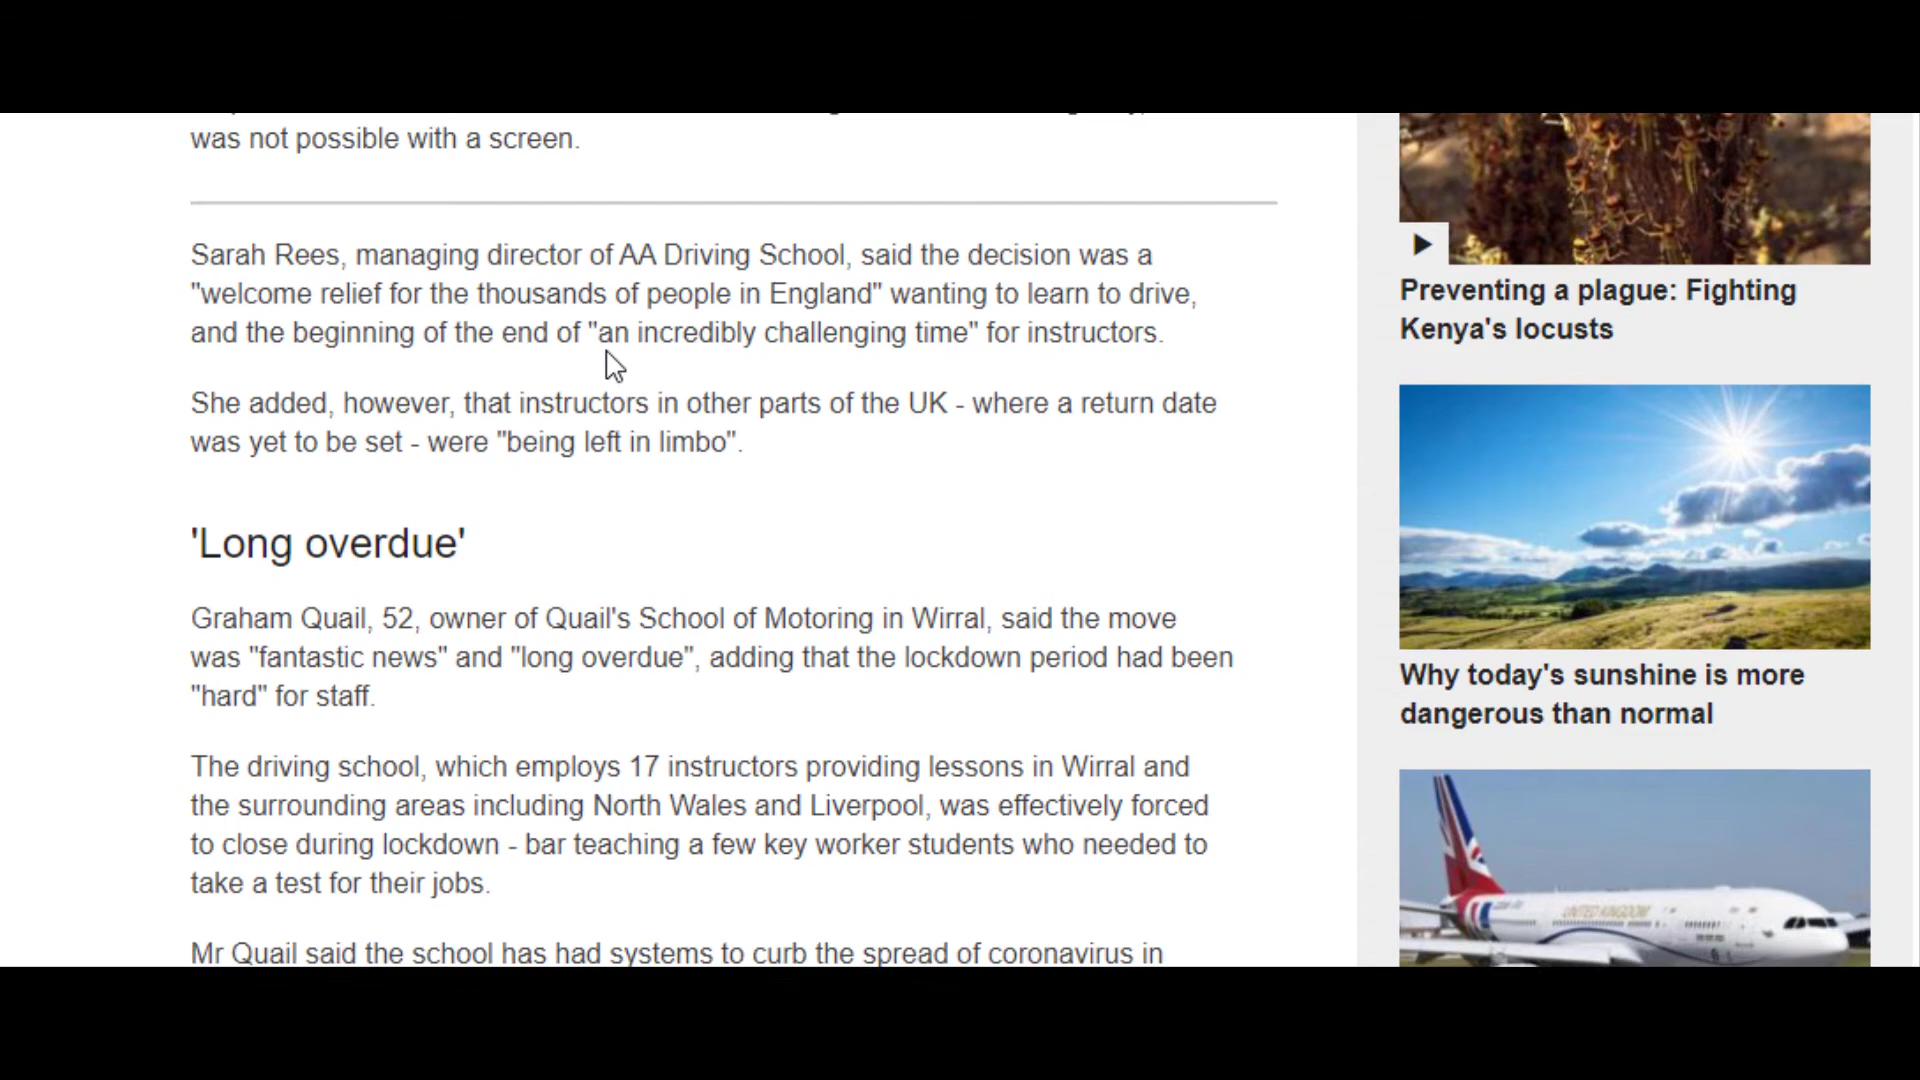 was not possible with a screen.
Sarah Rees, managing director of AA Driving School, said the decision was a
"welcome relief for the thousands of people in England" wanting to learn to drive,
and the beginning of the end of "an incredibly challenging time" for instructors.
She added, however, that instructors in other parts of the UK - where a return date
was yet to be set - were "being left in limbo".
'Long overdue'
Graham Quail, 52, owner of Quail's School of Motoring in Wirral, said the move
was "fantastic news" and "long overdue", adding that the lockdown period had been
"hard" for staff.
The driving school, which employs 17 instructors providing lessons in Wirral and
the surrounding areas including North Wales and Liverpool, was effectively forced
to close during lockdown - bar teaching a few key worker students who needed to
take a test for their jobs.
Mr Quail said the school has had systems to curb the spread of coronavirus in
Preventing a plague: Fighting
Kenya's locusts
Why today's sunshine is more
dangerous than normal
UNITED KINGDOM